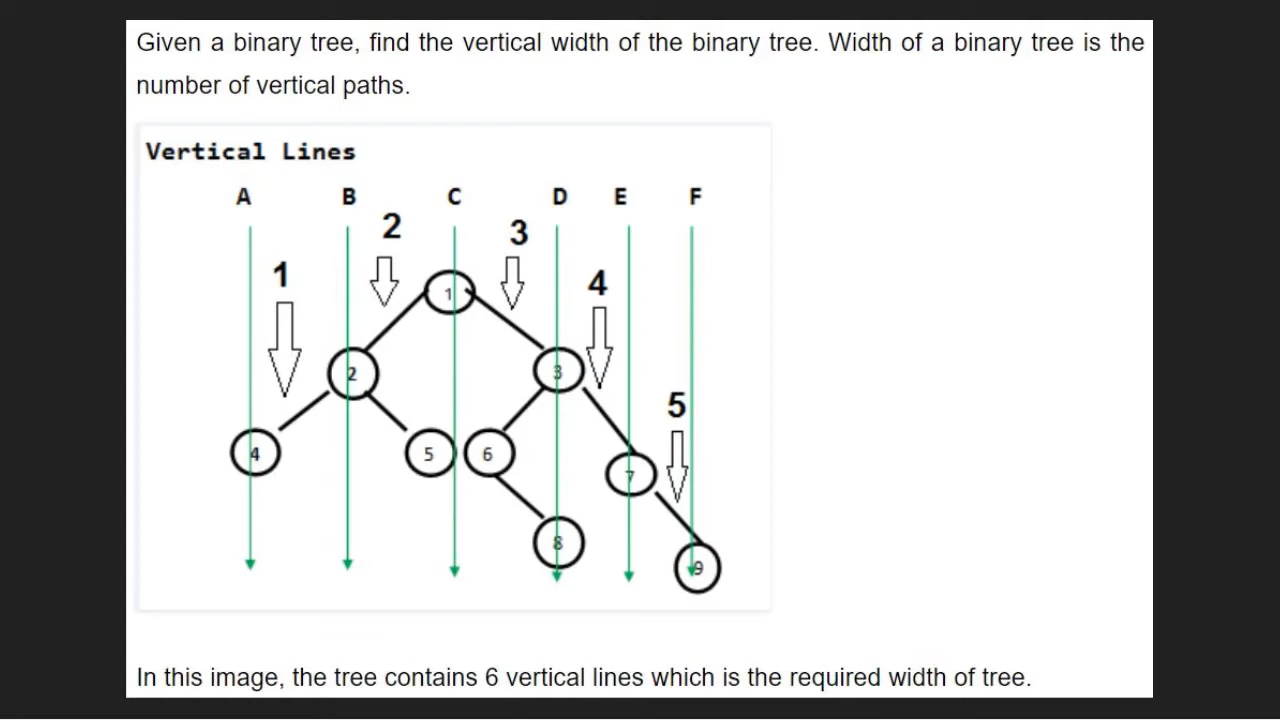 Given a binary tree, find the vertical width of the binary tree. Width of a binary tree is the
number of vertical paths.
Vertical Lines
A B C D E F
2 3
1 4
1
2 3
5
4 5 6
7
8
9
In this image, the tree contains 6 vertical lines which is the required width of tree.